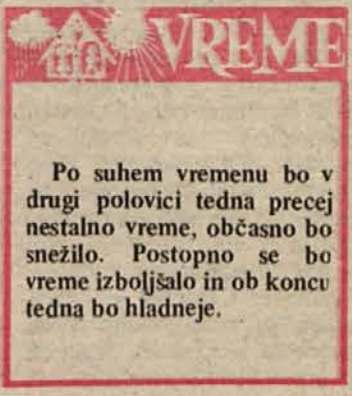 VREME
Po suhem vremenu bo v
drugi polovici tedna precej
nestalno vreme, občasno bo
snežilo. Postopno se bo
vreme izboljšalo in ob koncu
tedna bo hladneje.